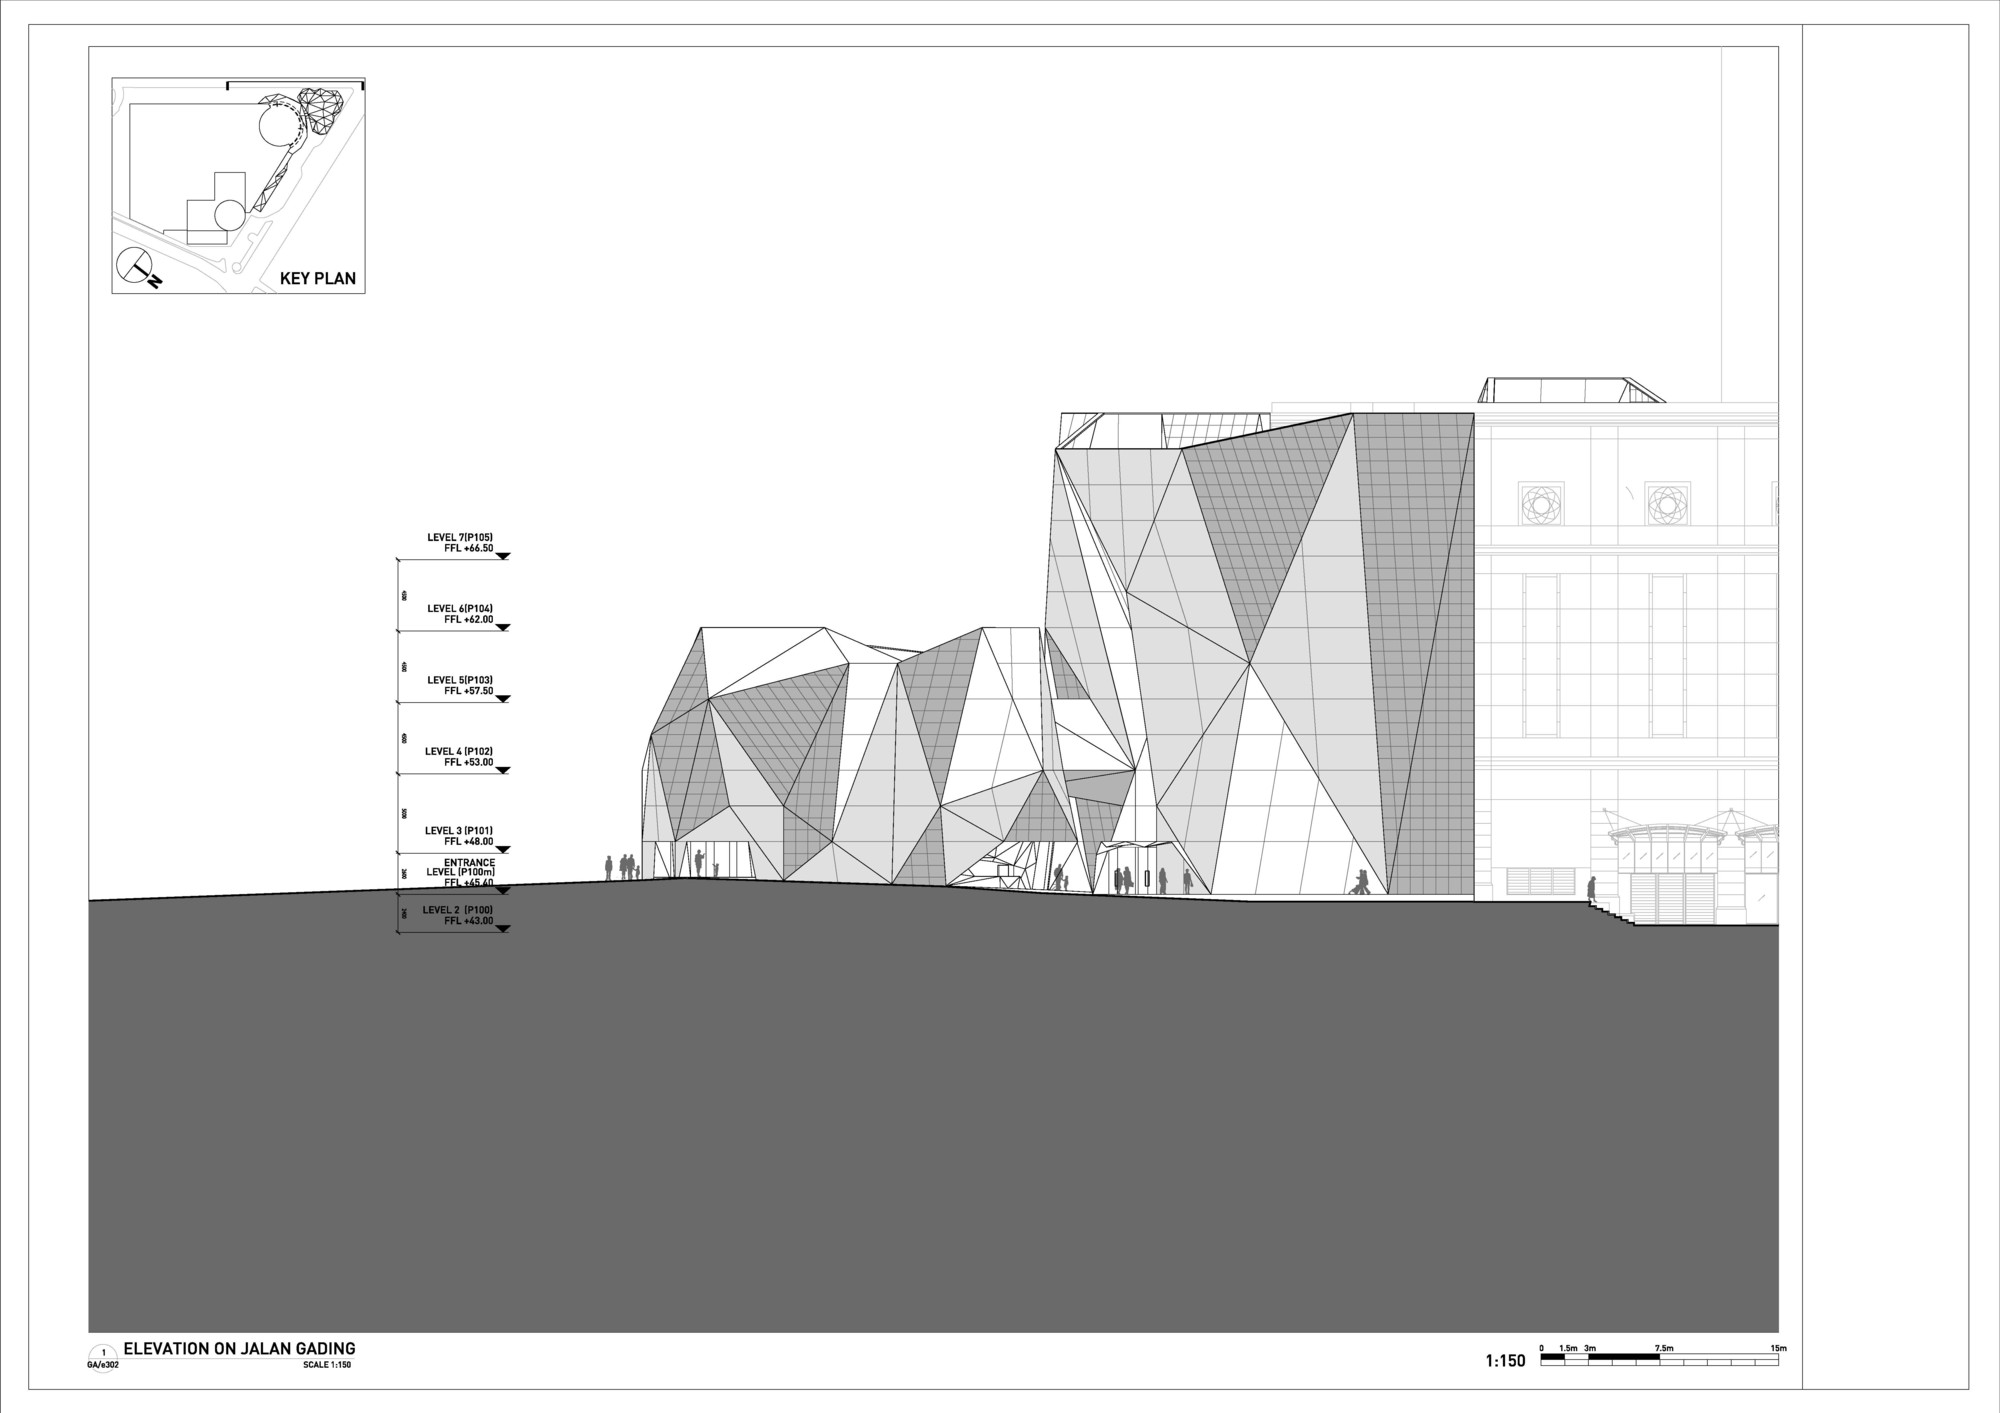 N
KEY PLAN
LEVEL 7(P105)
FFL +66.50
4500
LEVEL 6(P104)
FFL +62.00
4500
LEVEL 5(P103)
FFL +57.50
4500
LEVEL 4 (P102)
FFL +53.00
5000
LEVEL 3 (P101)
FFL +48.00
2600
ENTRANCE
LEVEL (P100m)
FFL +45.40
2400
LEVEL 2 (P100)
FFL +43.00
1
GA/e302
ELEVATION ON JALAN GADING
SCALE 1:150
1:150
0 1.5m 3m 7.5m 15m